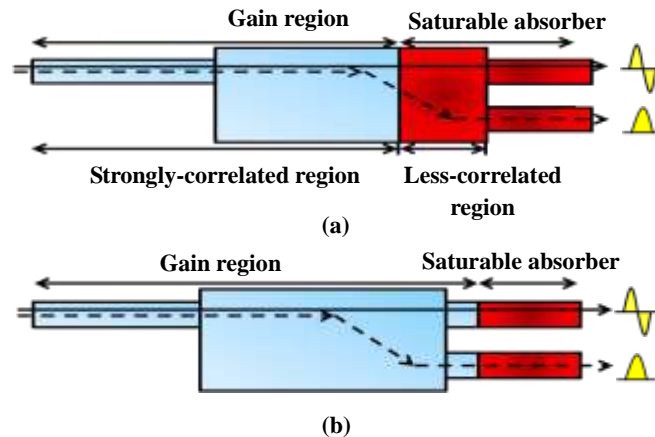 Gain region Saturable absorber
Strongly-correlated region Less-correlated
region
(a)
Gain region Saturable absorber
(b)